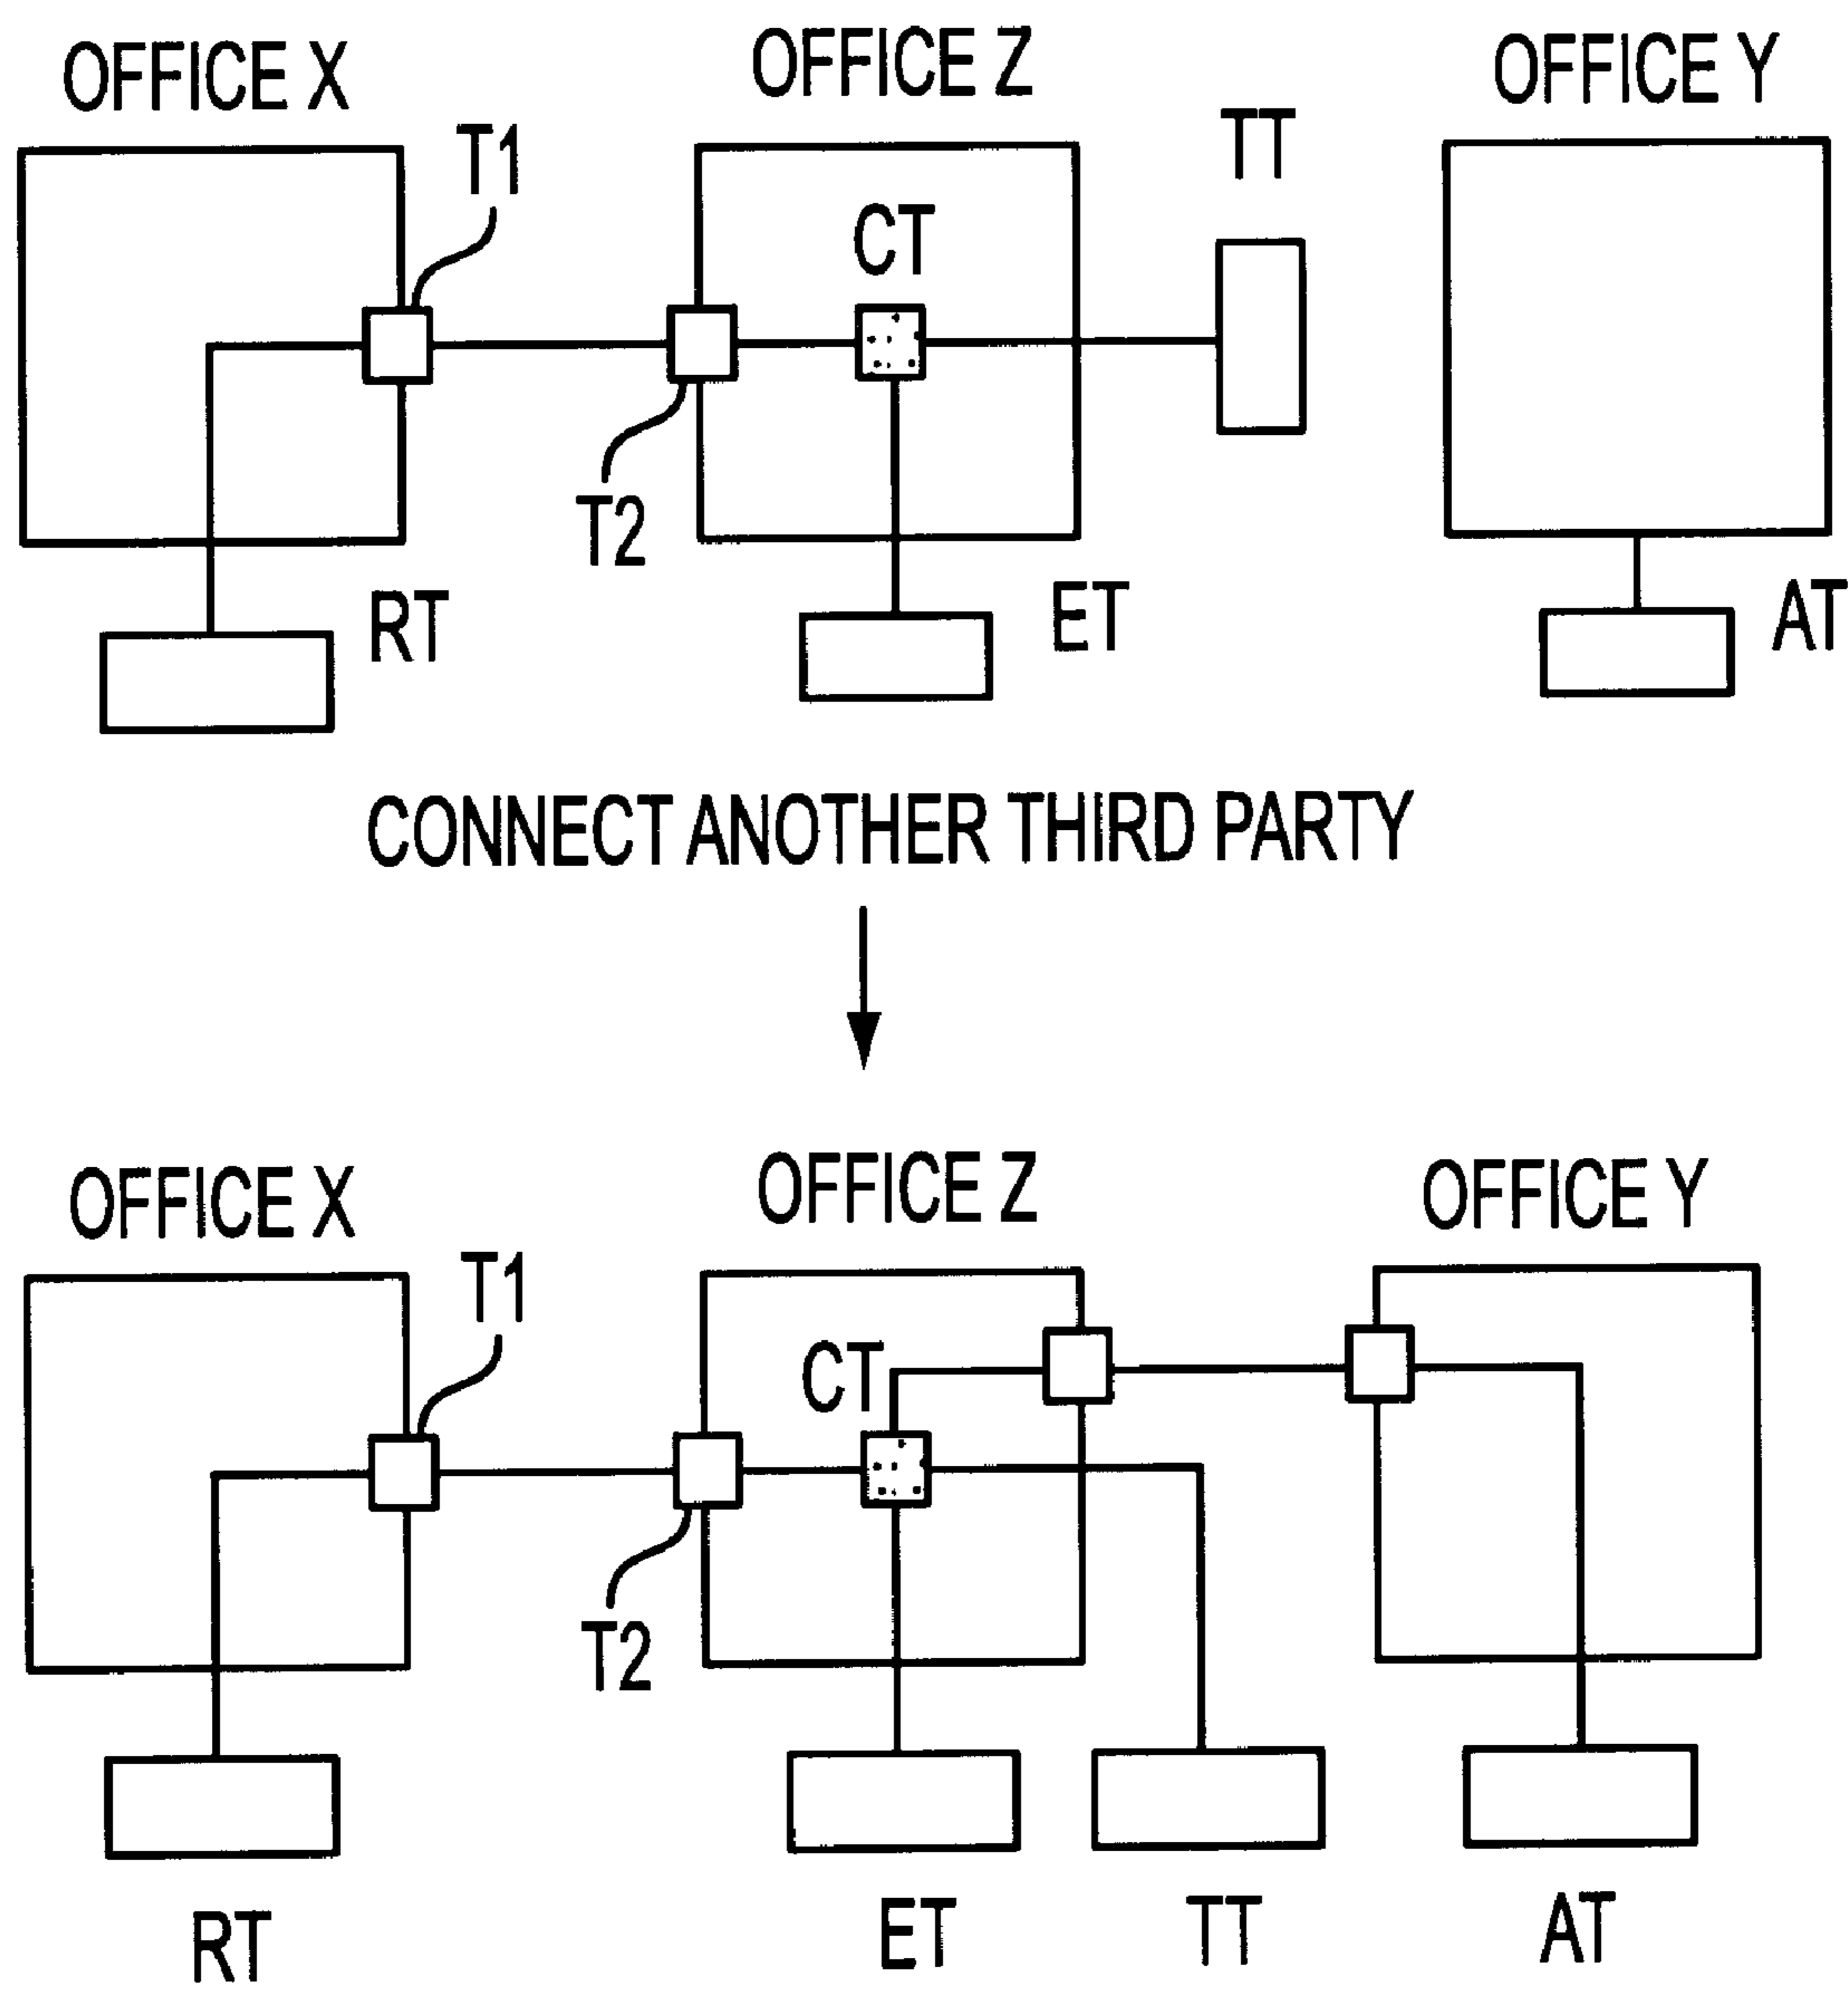 OFFICE X
OFFICE Z
OFFICE Y
T1
TT
CT
T2
RT
ET
AT
CONNECT ANOTHER THIRD PARTY
OFFICE X
OFFICE Z
OFFICE Y
T1
CT
T2
RT
ET
TT
AT